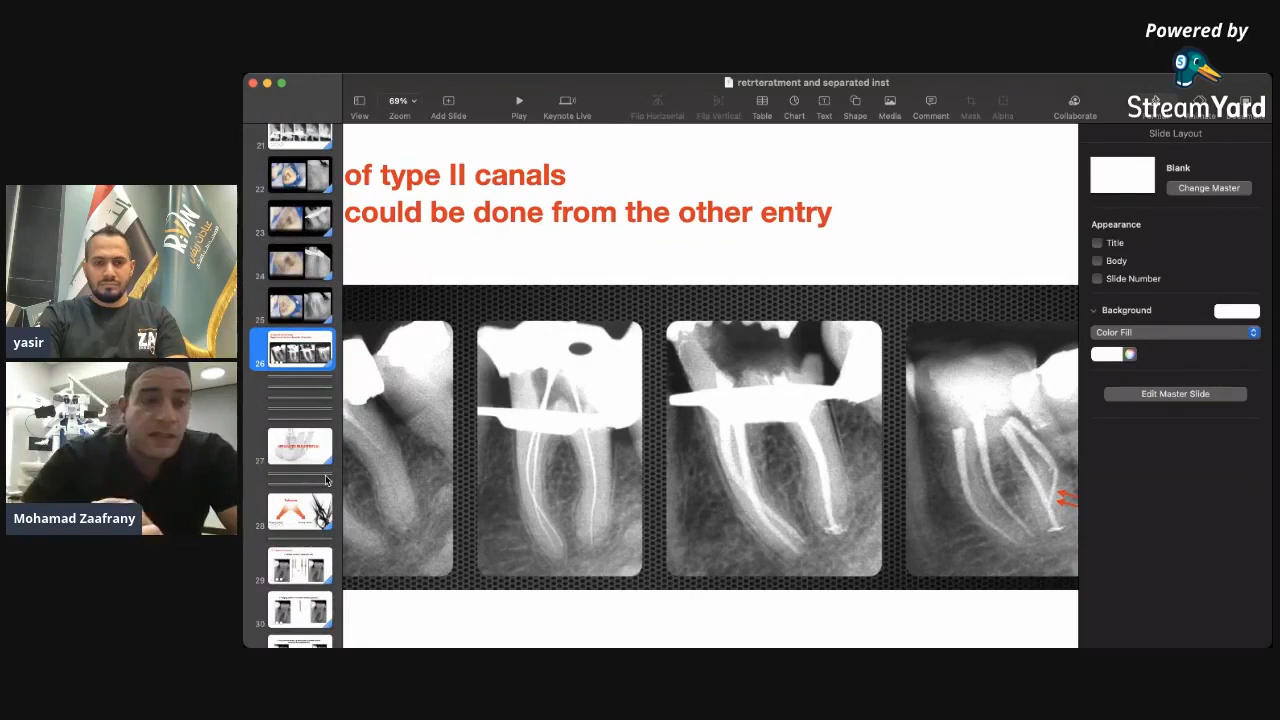 Powered by
StreamYard
retrteratment and separated inst
69%
View
Zoom
Add Slide
Play
Keynote Live
Flip Horizontal
Flip Vertical
Table
Chart
Text
Shape
Media
Comment
Mask
Alpha
Collaborate
Slide Layout
Blank
Change Master
Appearance
Title
Body
Slide Number
Background
Color Fill
Edit Master Slide
21
22
23
24
25
26
27
28
29
30
of type II canals
could be done from the other entry
RiYAN
ZA
yasir
Mohamad Zaafrany